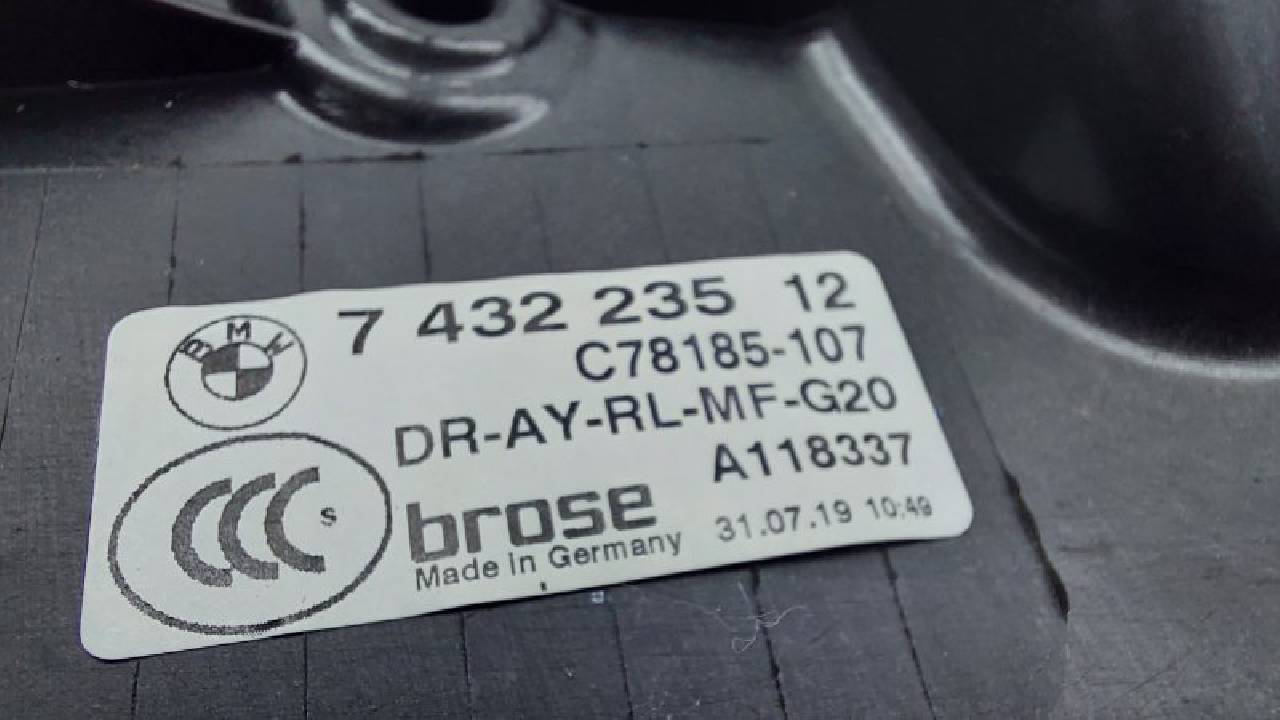 BMW
7 432 235 12
C78185-107
DR-AY-RL-MF-G20
A118337
CCC S
brose
Made in Germany 31.07.19 10:49